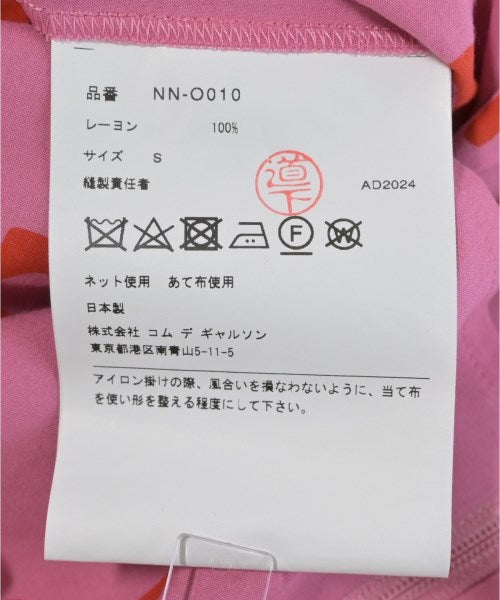 品番 NN-O010
レーヨン 100%
サイズ S
縫製責任者 道下 AD2024
F W
ネット使用 あて布使用
日本製
株式会社 コム デ ギャルソン
東京都港区南青山5-11-5
アイロン掛けの際、風合いを損なわないように、当て布
を使い形を整える程度にして下さい。